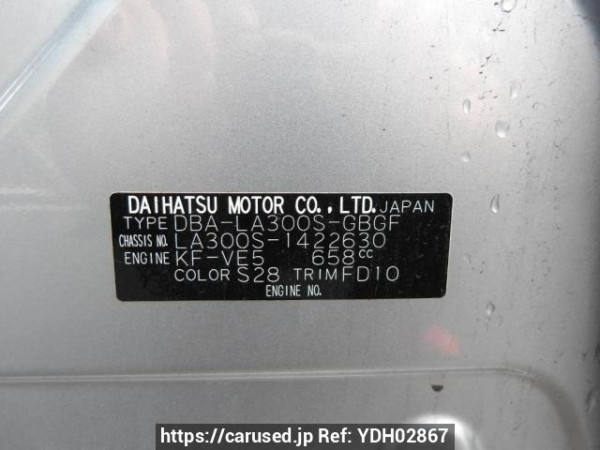 DAIHATSU MOTOR CO., LTD. JAPAN
TYPE DBA-LA300S-GBGF
CHASSIS NO. LA300S-1422630
ENGINE KF-VE5 658cc
COLOR S28 TRIM FD10
ENGINE NO.
https://carused.jp Ref: YDH02867